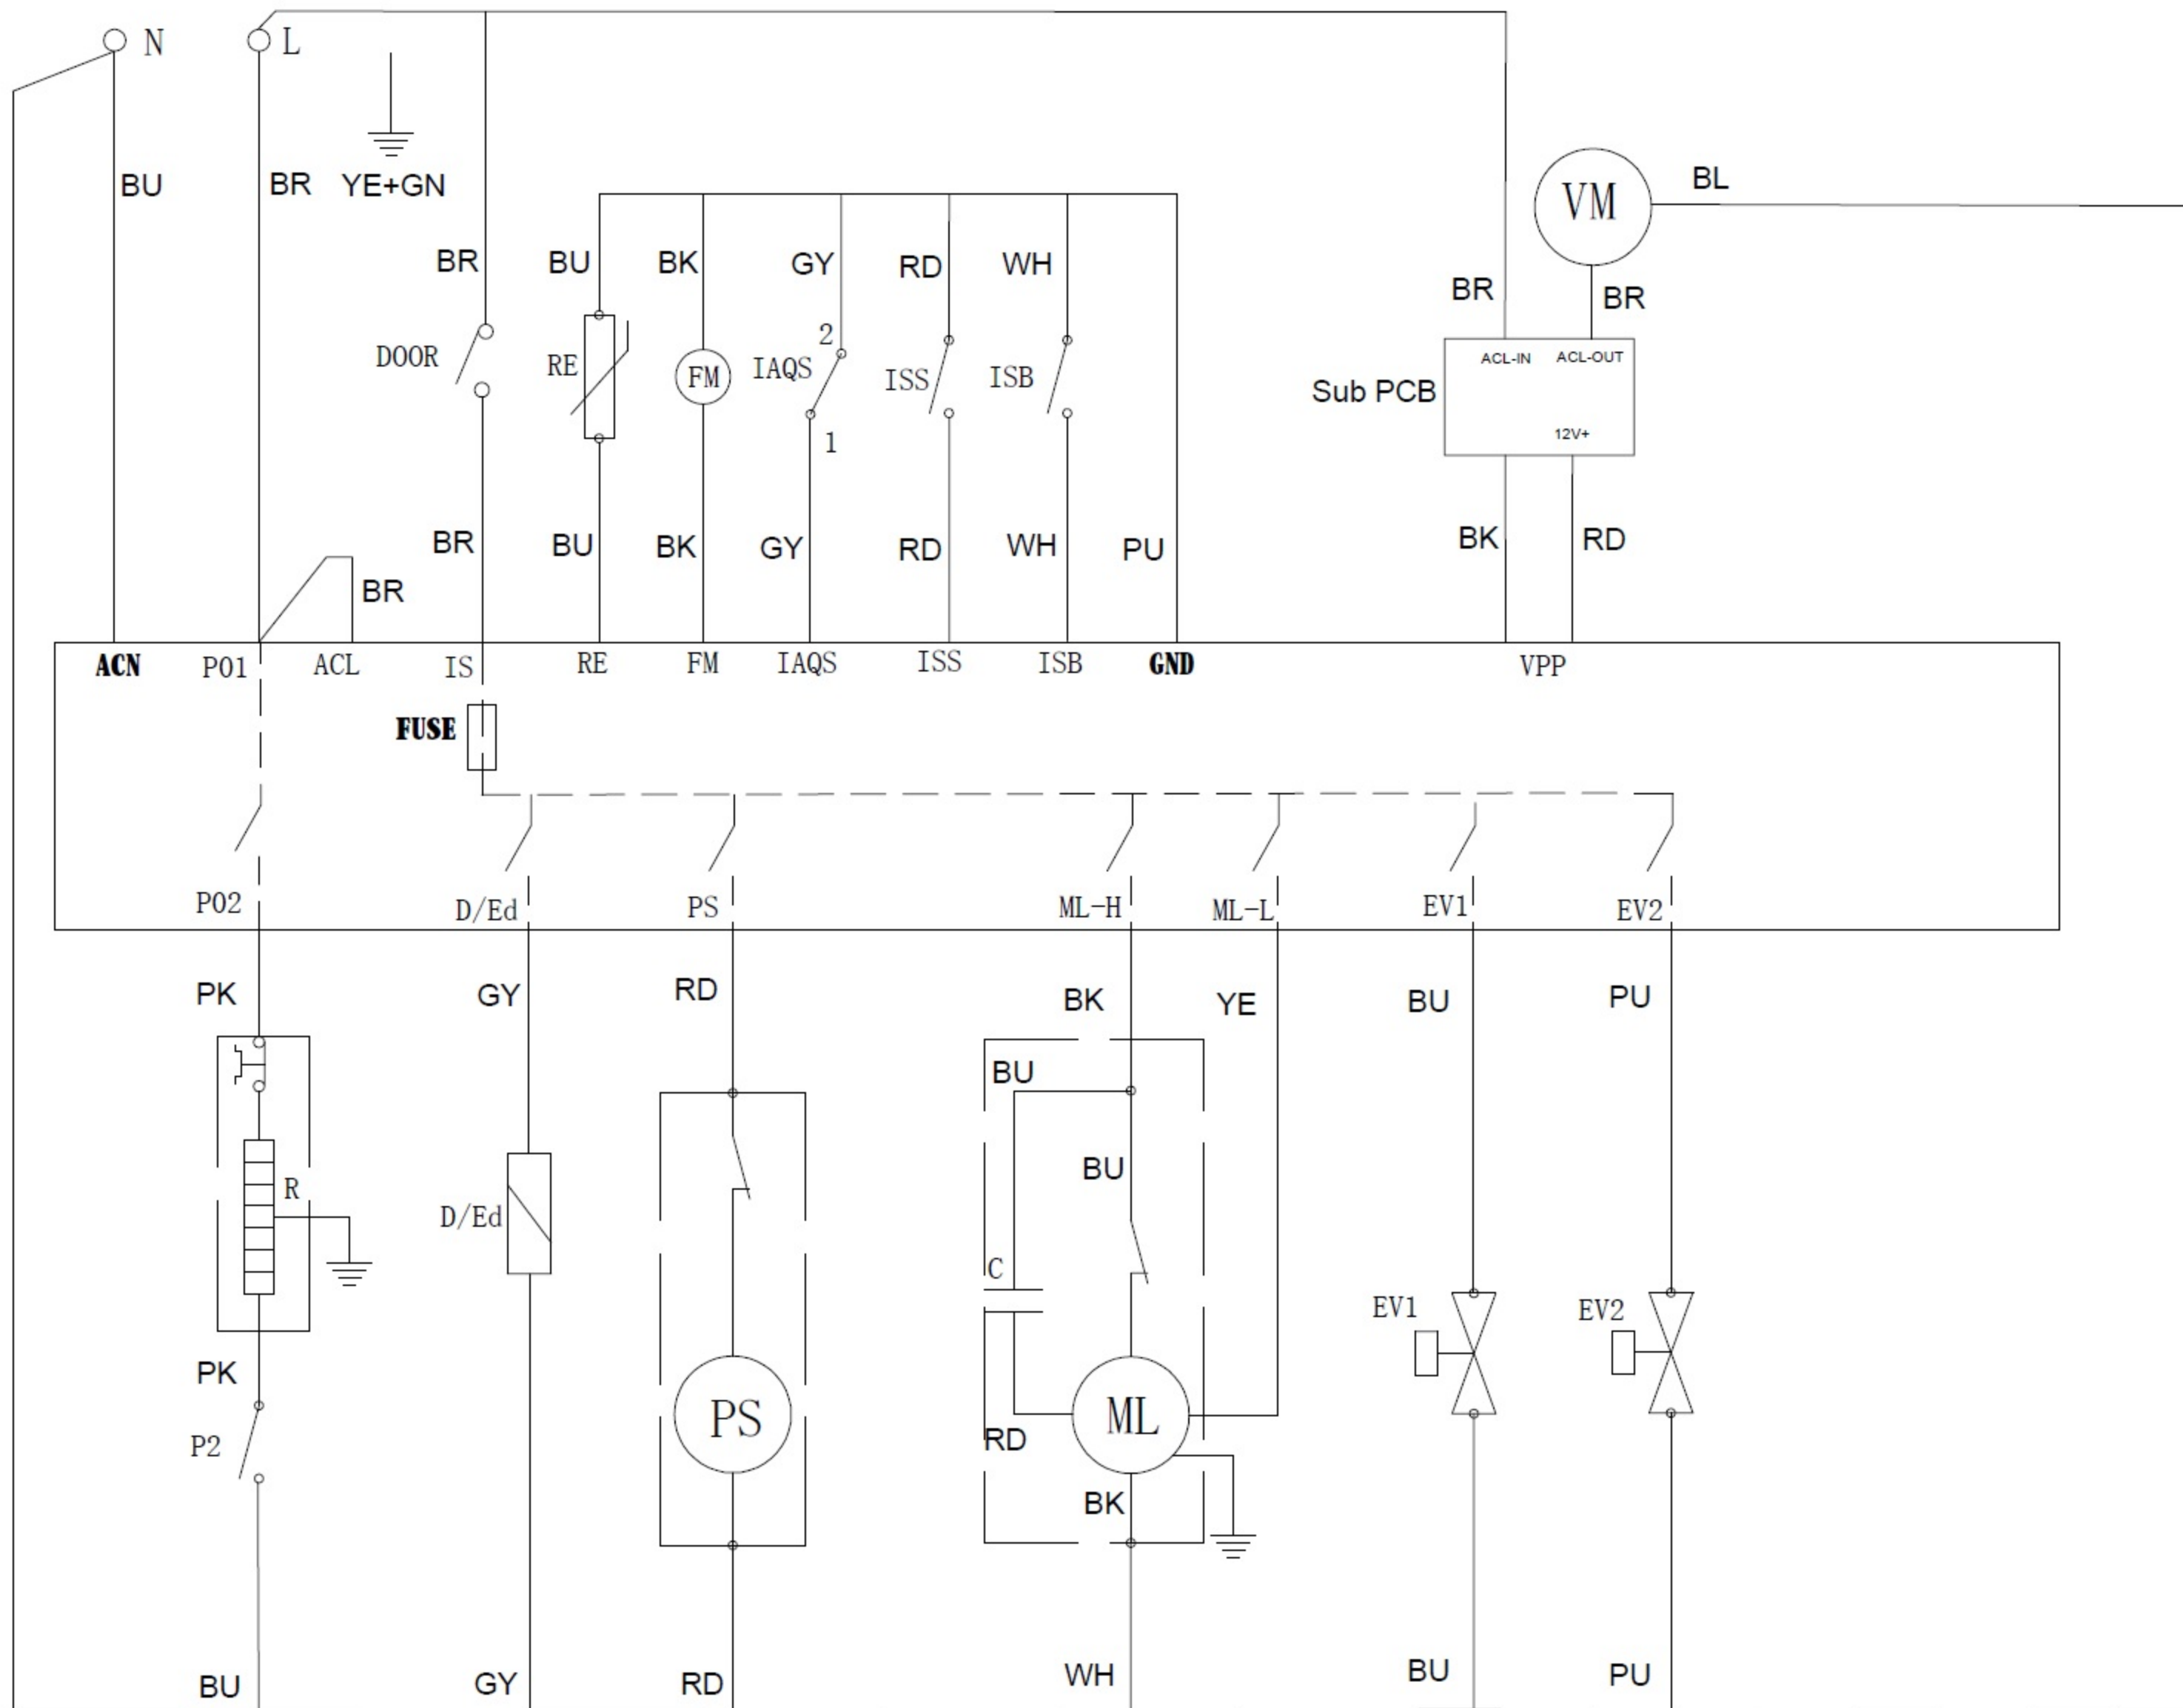 N
L
BU
BR
YE+GN
VM
BL
BR
BU
BK
GY
RD
WH
BR
BR
DOOR
RE
FM
IAQS
2
1
ISS
ISB
Sub PCB
ACL-IN
ACL-OUT
12V+
BR
BR
BU
BK
GY
RD
WH
PU
BK
RD
ACN
P01
ACL
IS
RE
FM
IAQS
ISS
ISB
GND
VPP
FUSE
P02
D/Ed
PS
ML-H
ML-L
EV1
EV2
PK
GY
RD
BK
YE
BU
PU
BU
BU
R
D/Ed
C
EV1
EV2
PK
P2
PS
ML
RD
BK
BU
GY
RD
WH
BU
PU